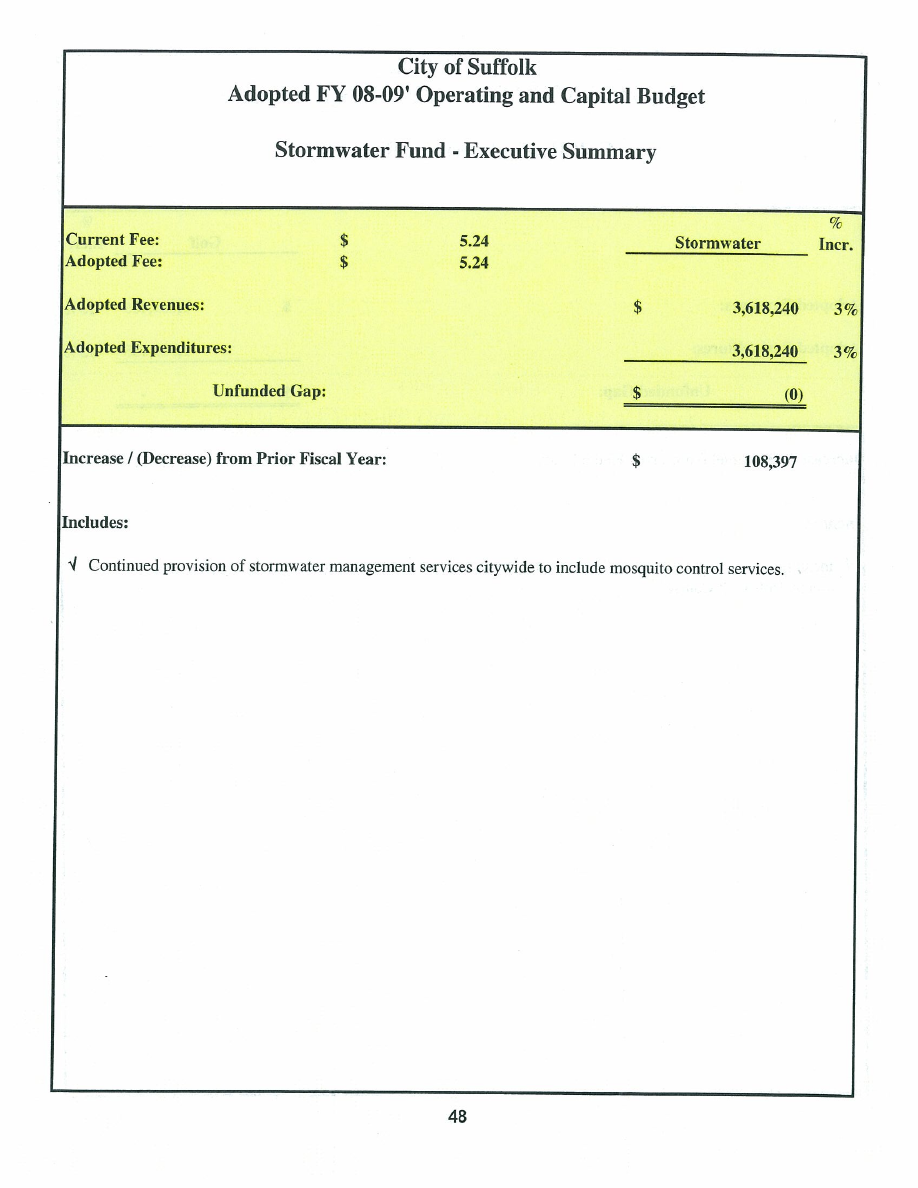 City of Suffolk
Adopted FY 08-09' Operating and Capital Budget
Stormwater Fund - Executive Summary
%
Current Fee: $ 5.24 Stormwater Incr.
Adopted Fee: $ 5.24
Adopted Revenues: $ 3,618,240 3%
Adopted Expenditures: 3,618,240 3%
Unfunded Gap: $ (0)
Increase / (Decrease) from Prior Fiscal Year: $ 108,397
Includes:
√ Continued provision of stormwater management services citywide to include mosquito control services.
48